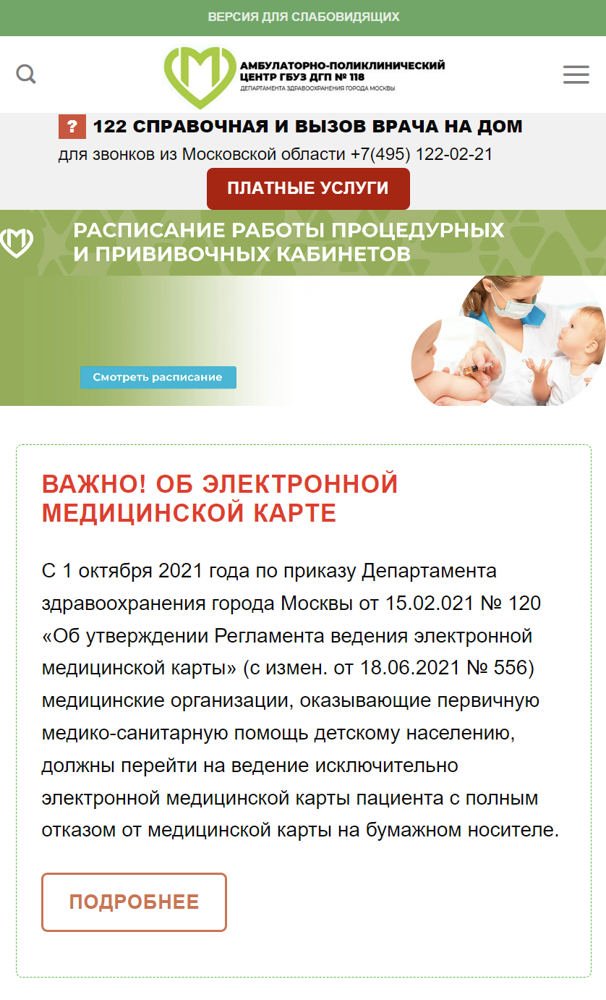 ВЕРСИЯ ДЛЯ СЛАБОВИДЯЩИХ
АМБУЛАТОРНО-ПОЛИКЛИНИЧЕСКИЙ
ЦЕНТР ГБУЗ ДГП № 118
ДЕПАРТАМЕНТА ЗДРАВООХРАНЕНИЯ ГОРОДА МОСКВЫ
? 122 СПРАВОЧНАЯ И ВЫЗОВ ВРАЧА НА ДОМ
для звонков из Московской области +7(495) 122-02-21
ПЛАТНЫЕ УСЛУГИ
РАСПИСАНИЕ РАБОТЫ ПРОЦЕДУРНЫХ
И ПРИВИВОЧНЫХ КАБИНЕТОВ
Смотреть расписание
ВАЖНО! ОБ ЭЛЕКТРОННОЙ
МЕДИЦИНСКОЙ КАРТЕ
С 1 октября 2021 года по приказу Департамента
здравоохранения города Москвы от 15.02.021 № 120
«Об утверждении Регламента ведения электронной
медицинской карты» (с измен. от 18.06.2021 № 556)
медицинские организации, оказывающие первичную
медико-санитарную помощь детскому населению,
должны перейти на ведение исключительно
электронной медицинской карты пациента с полным
отказом от медицинской карты на бумажном носителе.
ПОДРОБНЕЕ